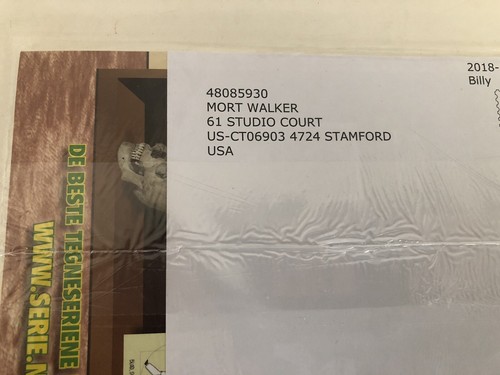 2018-
Billy
48085930
MORT WALKER
61 STUDIO COURT
US-CT06903 4724 STAMFORD
USA
DE BESTE TEGNESERIENE
WWW.SERIE.N